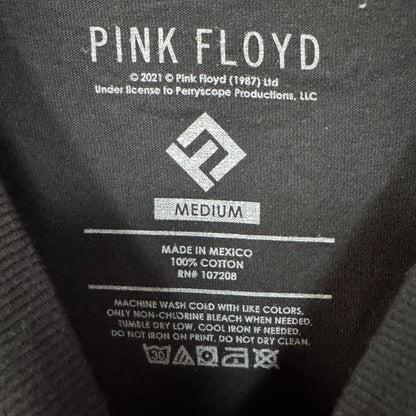 PINK FLOYD
© 2021 © Pink Floyd (1987) Ltd
Under license to Perryscope Productions, LLC
MEDIUM
MADE IN MEXICO
100% COTTON
RN# 107208
MACHINE WASH COLD WITH LIKE COLORS,
ONLY NON-CHLORINE BLEACH WHEN NEEDED,
TUMBLE DRY LOW, COOL IRON IF NEEDED,
DO NOT IRON ON PRINT, DO NOT DRY CLEAN.
30